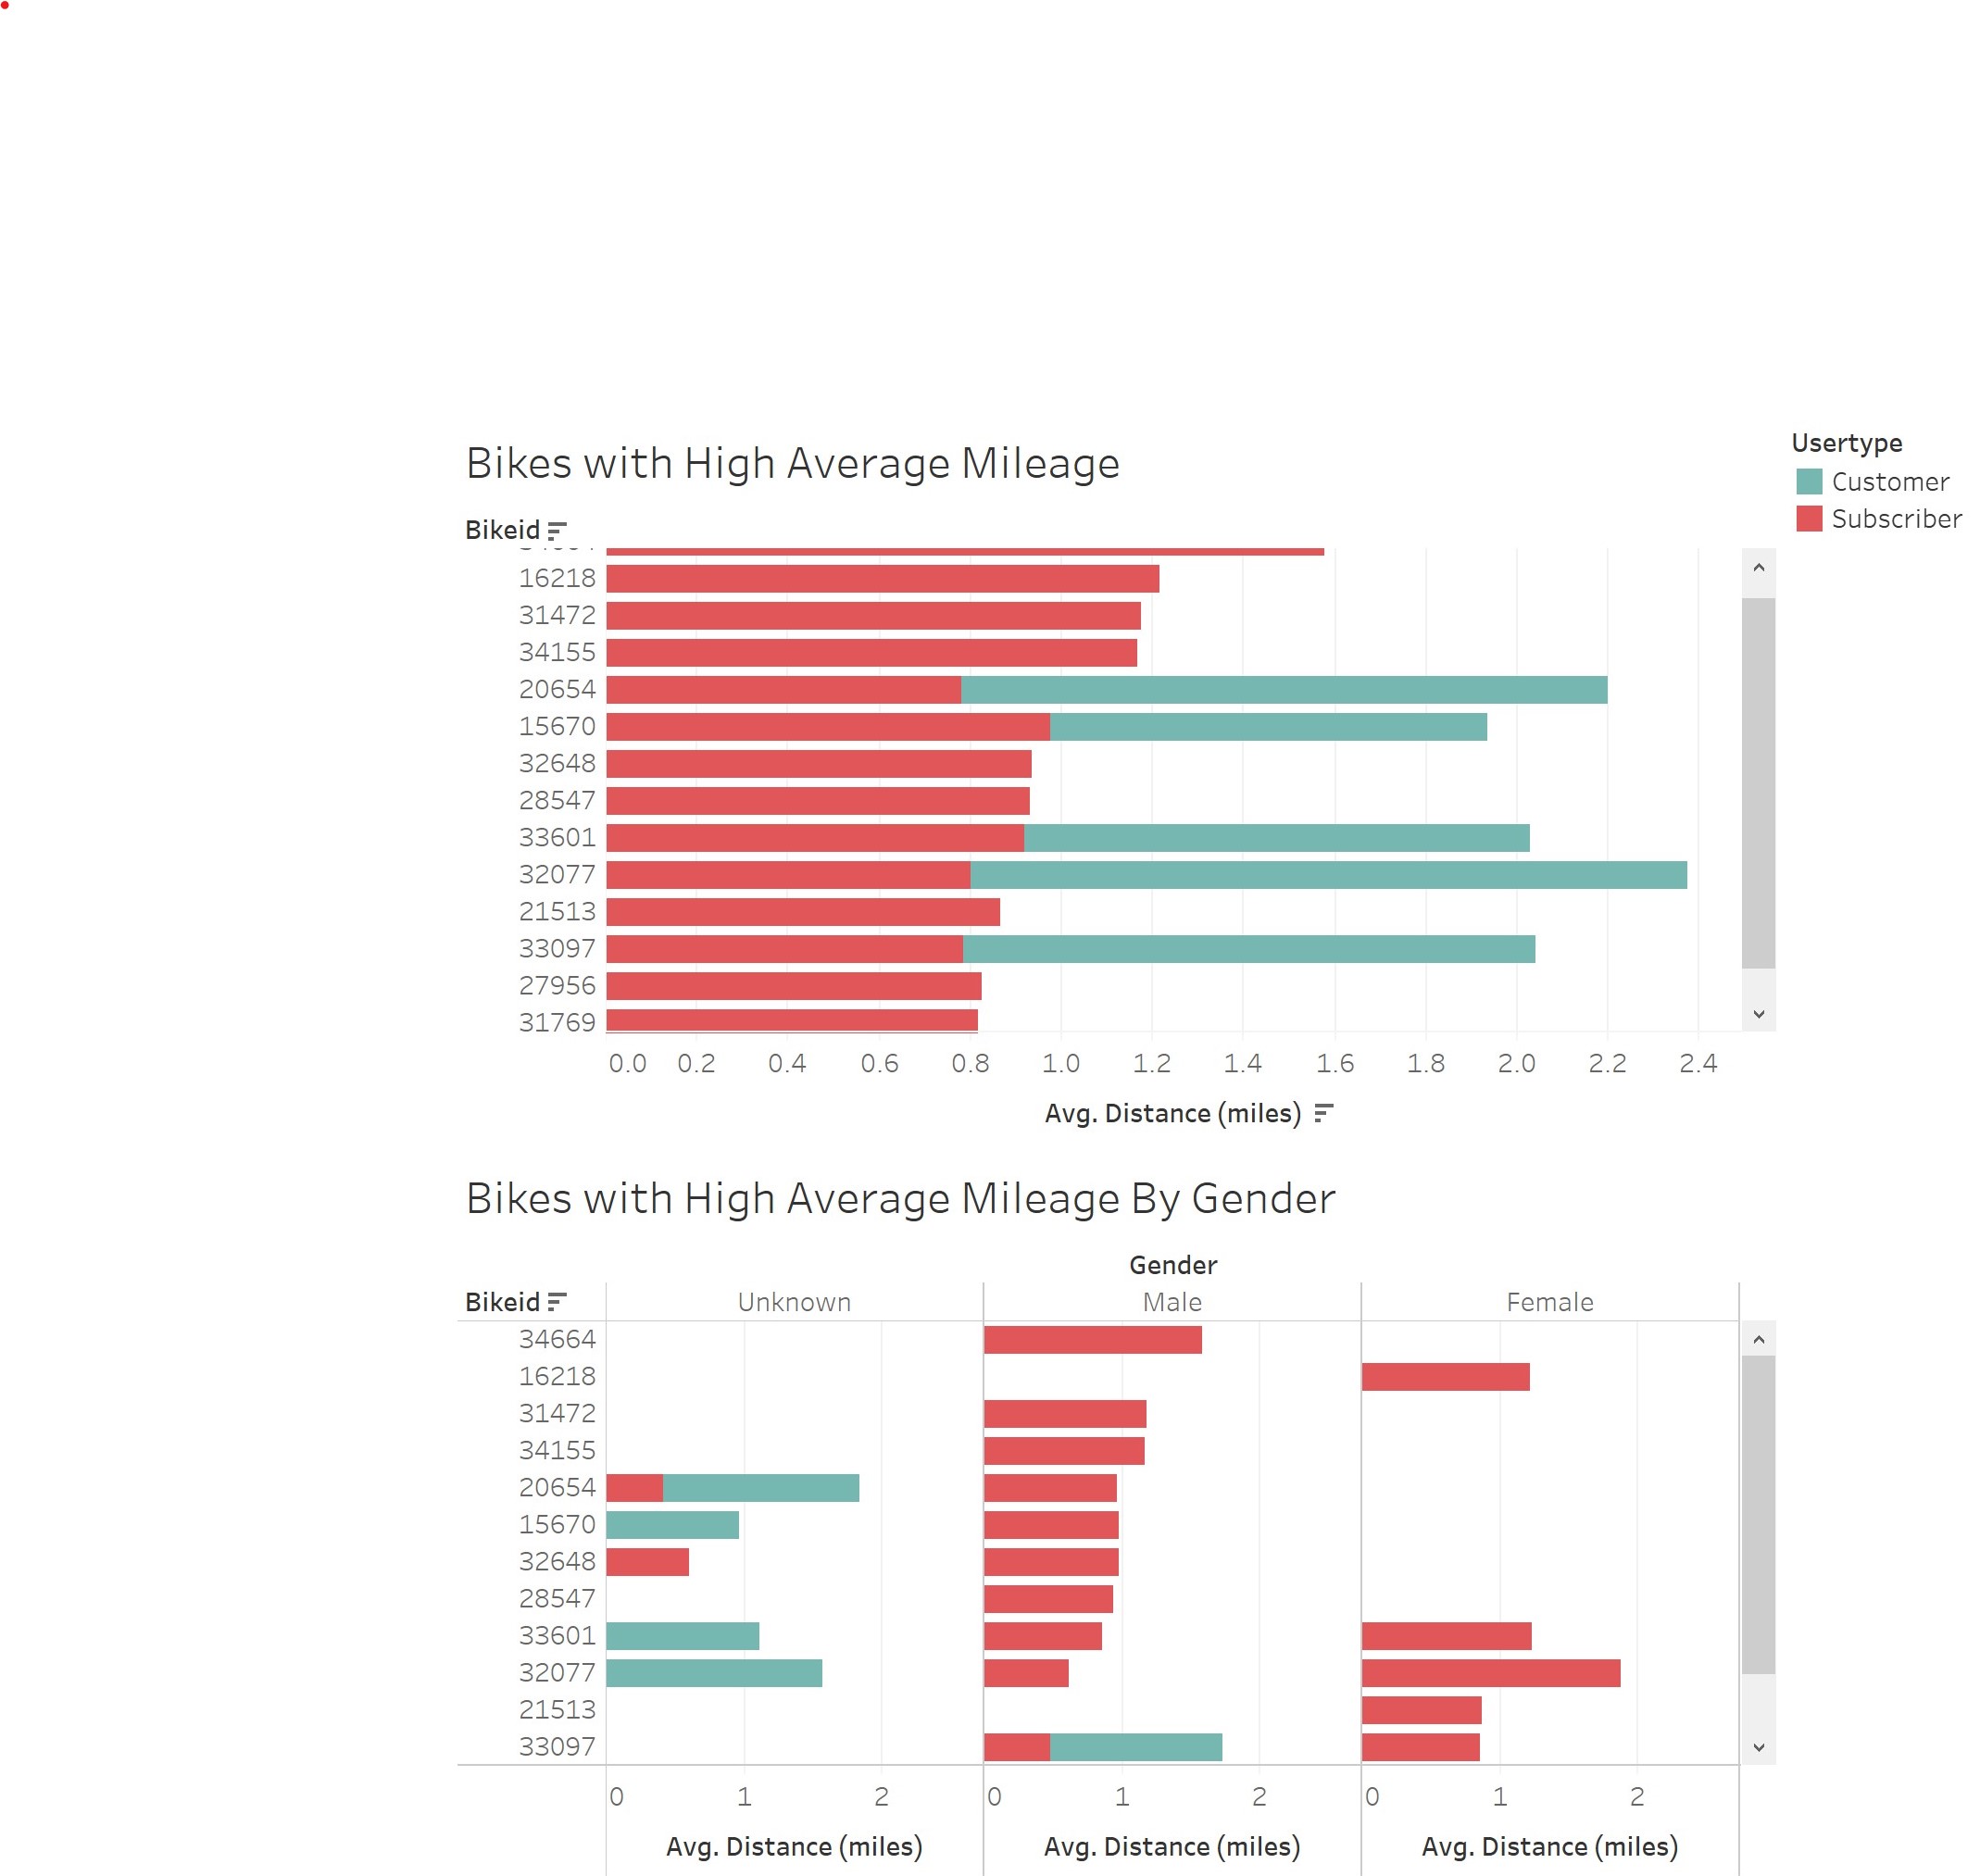 Bikes with High Average Mileage
Usertype
Customer
Subscriber
Bikeid
16218
31472
34155
20654
15670
32648
28547
33601
32077
21513
33097
27956
31769
0.0 0.2 0.4 0.6 0.8 1.0 1.2 1.4 1.6 1.8 2.0 2.2 2.4
Avg. Distance (miles)
Bikes with High Average Mileage By Gender
Gender
Bikeid Unknown Male Female
34664
16218
31472
34155
20654
15670
32648
28547
33601
32077
21513
33097
0 1 2 0 1 2 0 1 2
Avg. Distance (miles) Avg. Distance (miles) Avg. Distance (miles)